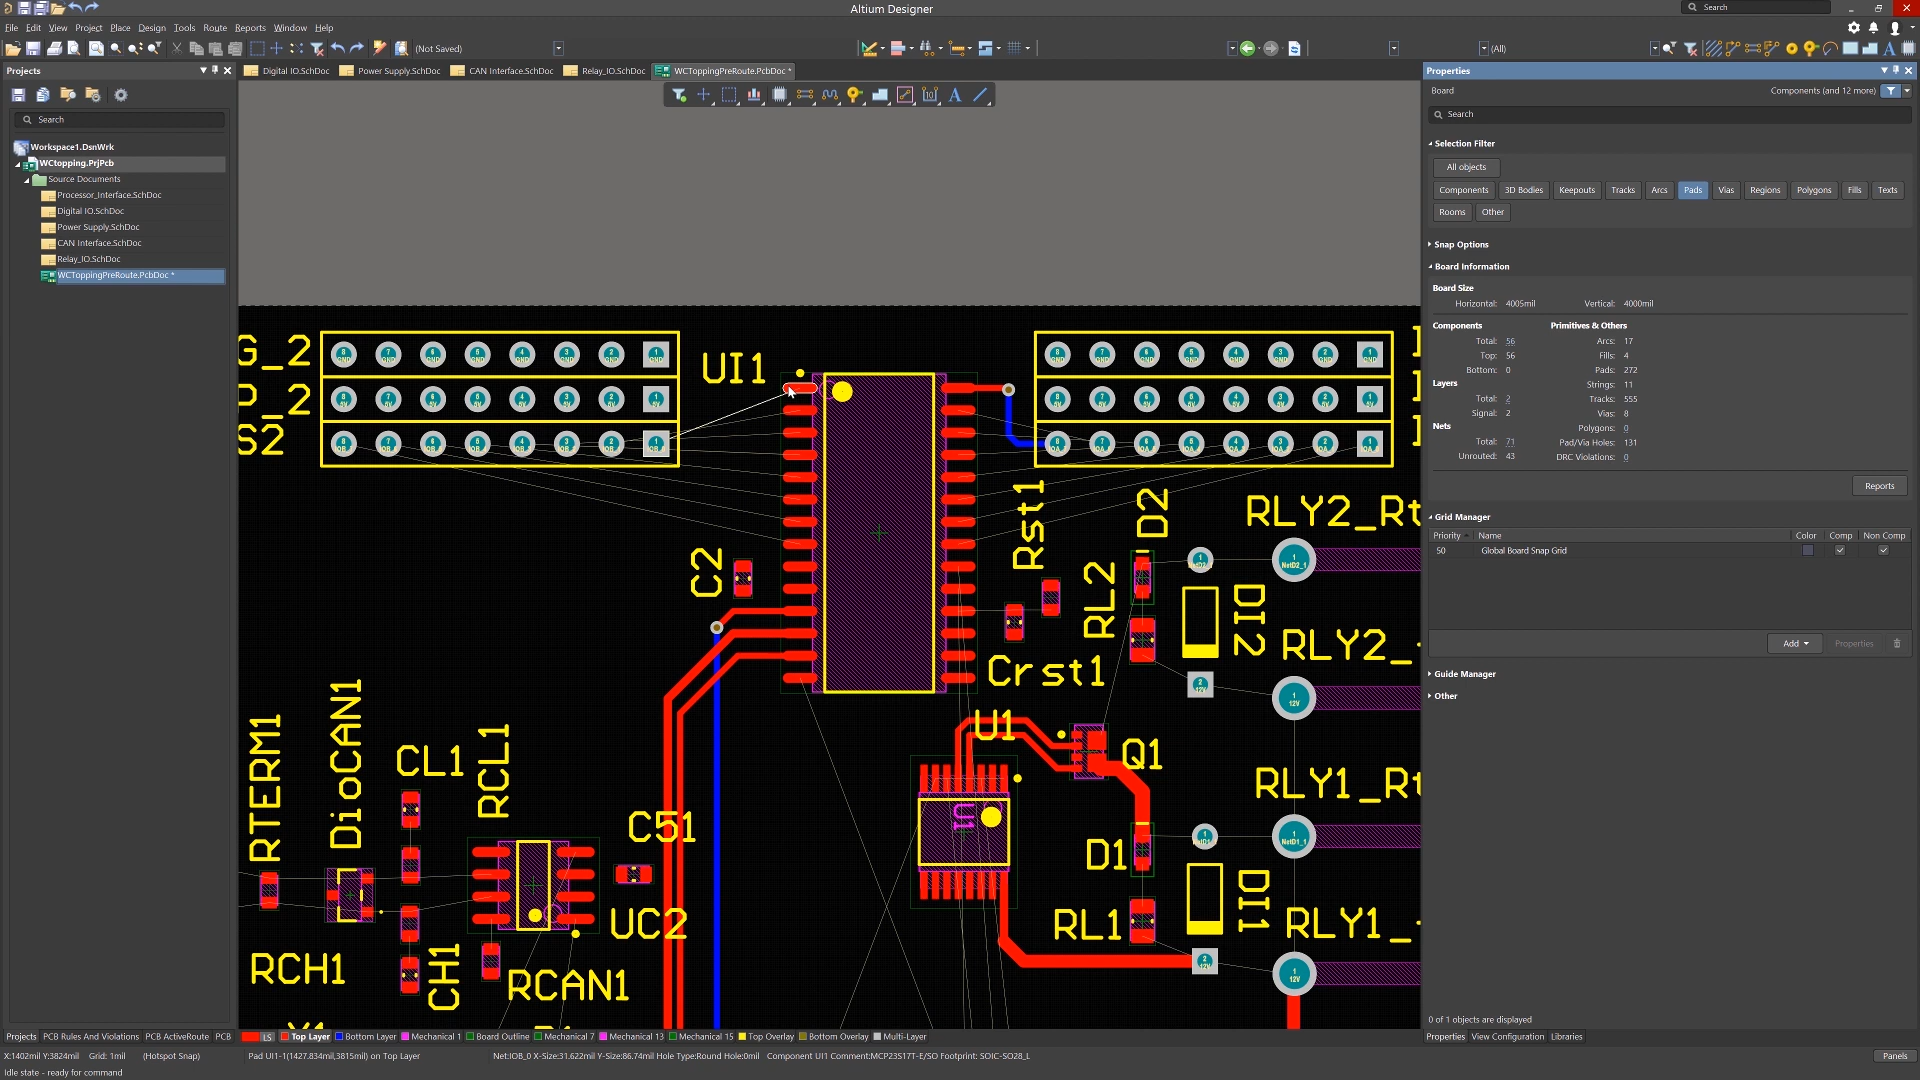 Altium Designer
Search
File Edit View Project Place Design Tools Route Reports Window Help
(Not Saved)
(All)
Projects
Digital IO.SchDoc Power Supply.SchDoc CAN Interface.SchDoc Relay_IO.SchDoc WCToppingPreRoute.PcbDoc *
Search
Workspace1.DsnWrk
WCtopping.PrjPcb
Source Documents
Processor_Interface.SchDoc
Digital IO.SchDoc
Power Supply.SchDoc
CAN Interface.SchDoc
Relay_IO.SchDoc
WCToppingPreRoute.PcbDoc *
G_2
P_2
S2
UI1
C2
Rst1
Crst1
D2
RL2
DI2
RLY2_Rt
RLY2_-
U1
U1
Q1
RLY1_Rt
D1
DI1
RL1
RLY1_-
RTERM1
DioCAN1
CL1
RCL1
C51
UC2
RCH1
CH1
RCAN1
Properties
Board
Components (and 12 more)
Search
Selection Filter
All objects
Components 3D Bodies Keepouts Tracks Arcs Pads Vias Regions Polygons Fills Texts
Rooms Other
Snap Options
Board Information
Board Size
Horizontal: 4005mil Vertical: 4000mil
Components Primitives & Others
Total: 56 Arcs: 17
Top: 56 Fills: 4
Bottom: 0 Pads: 272
Layers Strings: 11
Total: 2 Tracks: 555
Signal: 2 Vias: 8
Nets Polygons: 0
Total: 71 Pad/Via Holes: 131
Unrouted: 43 DRC Violations: 0
Reports
Grid Manager
Priority Name Color Comp Non Comp
50 Global Board Snap Grid
Add Properties
Guide Manager
Other
0 of 1 objects are displayed
Projects PCB Rules And Violations PCB ActiveRoute PCB
LS Top Layer Bottom Layer Mechanical 1 Board Outline Mechanical 7 Mechanical 13 Mechanical 15 Top Overlay Bottom Overlay Multi-Layer
Properties View Configuration Libraries
X:1402mil Y:3824mil Grid: 1mil (Hotspot Snap) Pad UI1-1(1427.834mil,3815mil) on Top Layer Net:IOB_0 X-Size:31.622mil Y-Size:86.74mil Hole Type:Round Hole:0mil Component UI1 Comment:MCP23S17T-E/SO Footprint: SOIC-SO28_L
Panels
Idle state - ready for command